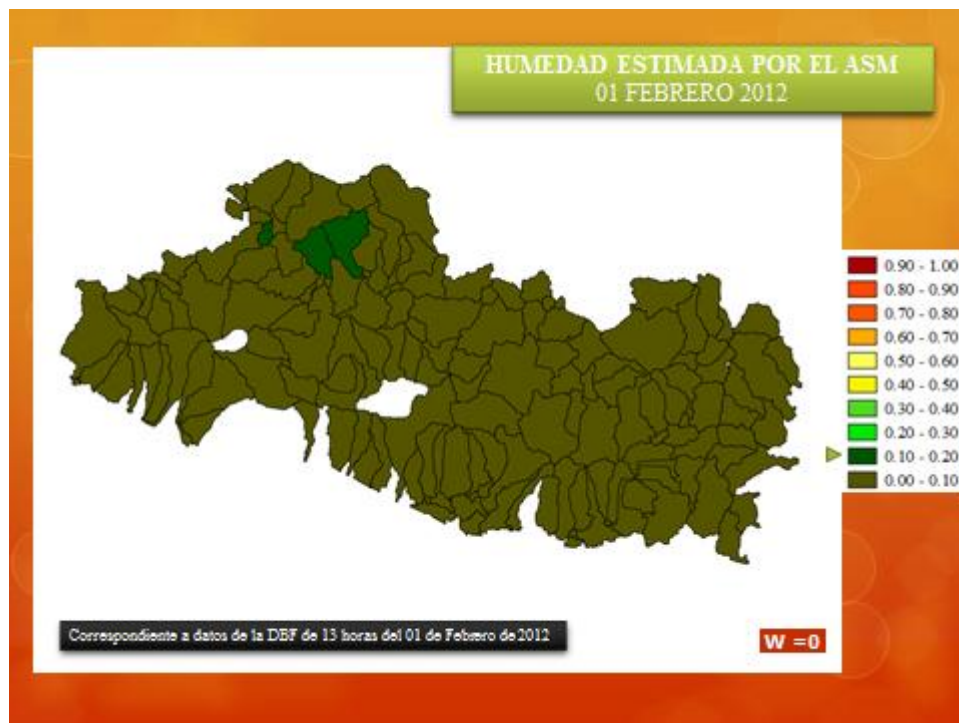 HUMEDAD ESTIMADA POR EL ASM
01 FEBRERO 2012
0.90 - 1.00
0.80 - 0.90
0.70 - 0.80
0.60 - 0.70
0.50 - 0.60
0.40 - 0.50
0.30 - 0.40
0.20 - 0.30
0.10 - 0.20
0.00 - 0.10
Correspondiente a datos de la DBF de 13 horas del 01 de Febrero de 2012
W =0